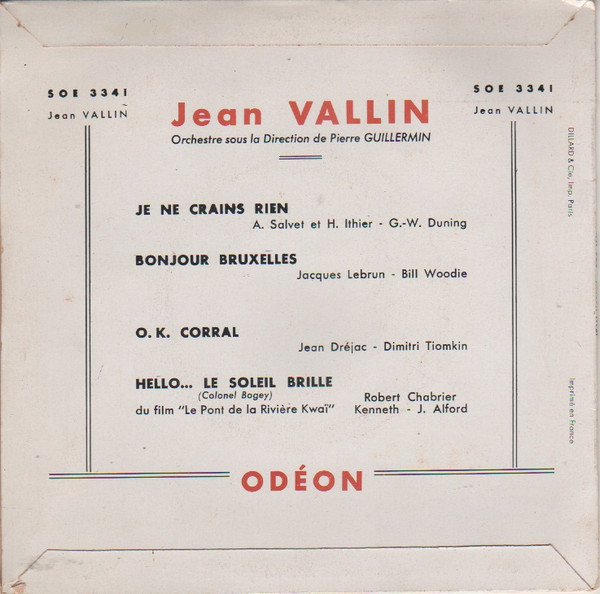 SOE 3341
Jean VALLIN
SOE 3341
Jean VALLIN
Jean VALLIN
Orchestre sous la Direction de Pierre GUILLERMIN
JE NE CRAINS RIEN
A. Salvet et H. Ithier - G.-W. Duning
BONJOUR BRUXELLES
Jacques Lebrun - Bill Woodie
O.K. CORRAL
Jean Dréjac - Dimitri Tiomkin
HELLO... LE SOLEIL BRILLE
(Colonel Bogey)
Robert Chabrier
du film "Le Pont de la Rivière Kwaï" Kenneth - J. Alford
ODÉON
DILLARD & Cie, Imp. Paris
Imprimé en France